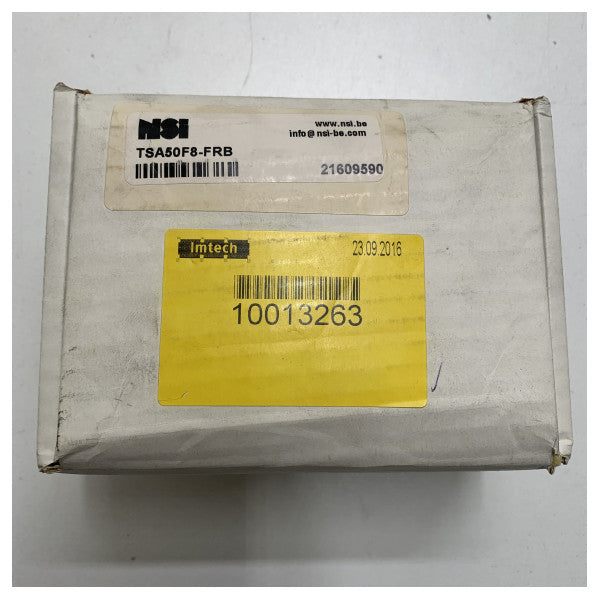 NSi
www.nsi.be
info@nsi-be.com
TSA50F8-FRB
21609590
Imtech
23.09.2016
10013263